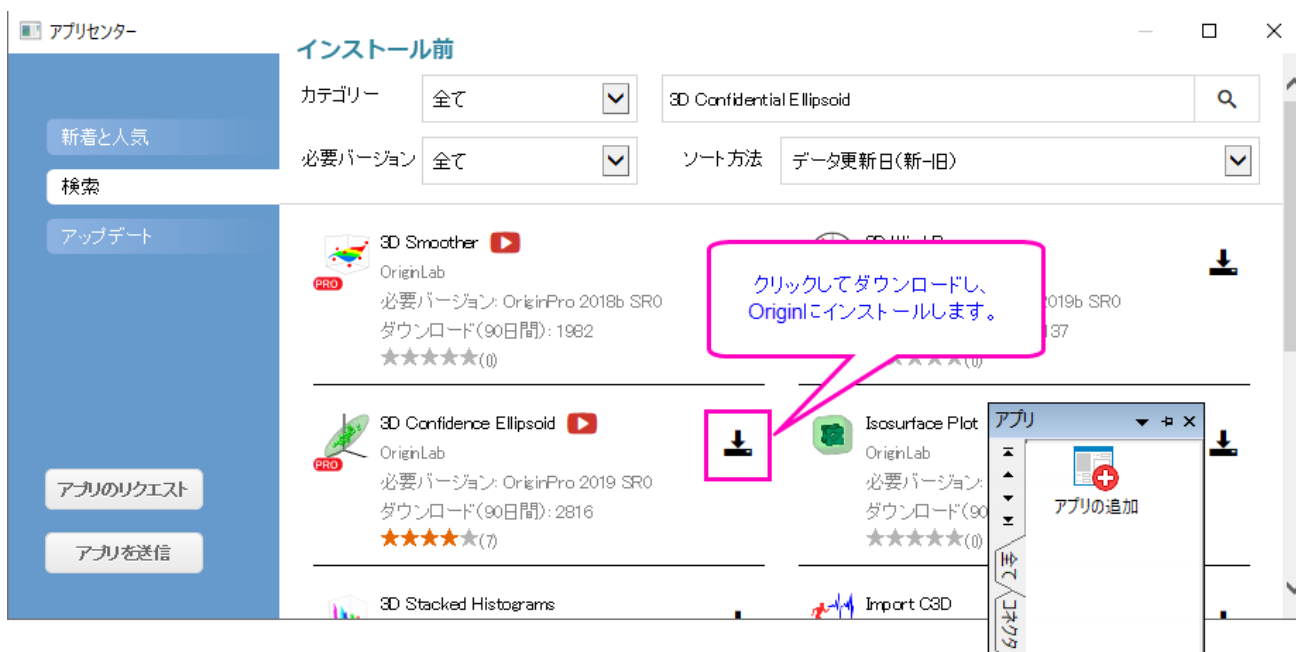 アプリセンター
インストール前
カテゴリー 全て 3D Confidential Ellipsoid
必要バージョン 全て ソート方法 データ更新日(新-旧)
新着と人気
検索
アップデート
アプリのリクエスト
アプリを送信
3D Smoother
PRO
OriginLab
必要バージョン: OriginPro 2018b SR0
ダウンロード(90日間): 1982
★★★★★(0)
クリックしてダウンロードし、
Originにインストールします。
2019b SR0
137
★★★★★(0)
3D Confidence Ellipsoid
PRO
OriginLab
必要バージョン: OriginPro 2019 SR0
ダウンロード(90日間): 2816
★★★★★(7)
Isosurface Plot
OriginLab
必要バージョン:
ダウンロード(90
★★★★★(0)
アプリ
アプリの追加
全て
コネクタ
3D Stacked Histograms
Import C3D